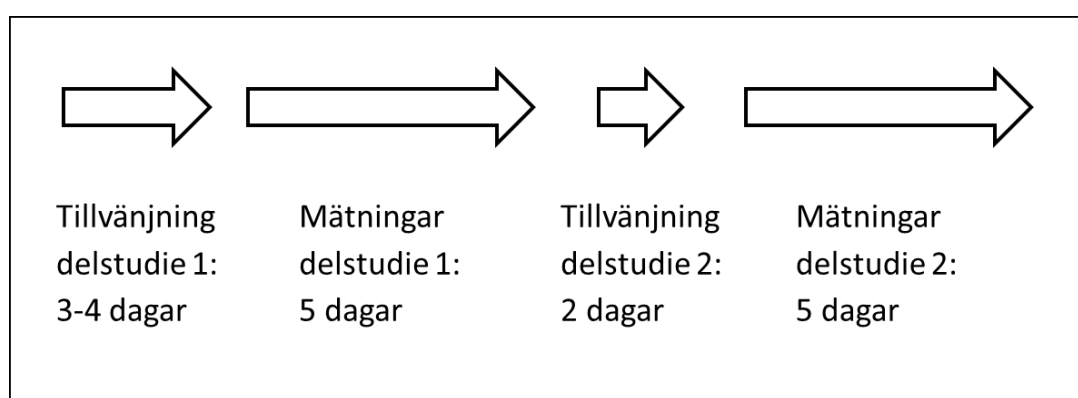 Tillvänjning
delstudie 1:
3-4 dagar
Mätningar
delstudie 1:
5 dagar
Tillvänjning
delstudie 2:
2 dagar
Mätningar
delstudie 2:
5 dagar